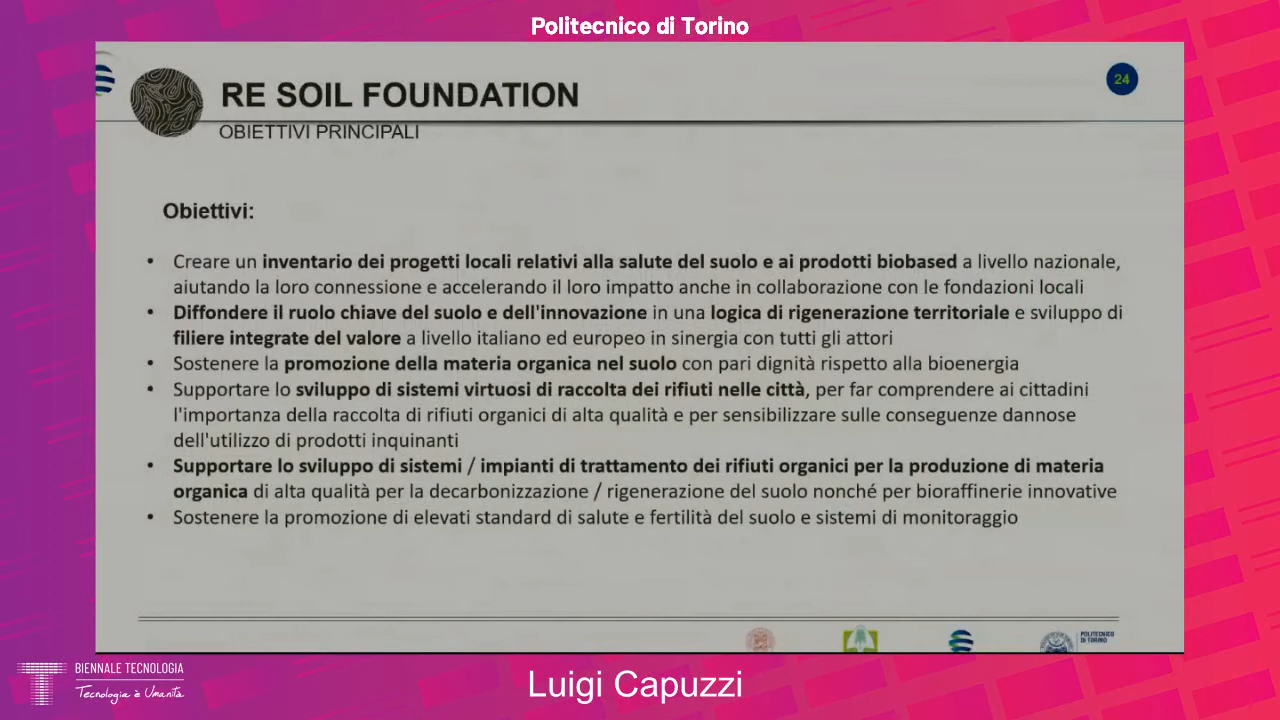 Politecnico di Torino
RE SOIL FOUNDATION
24
OBIETTIVI PRINCIPALI
Obiettivi:
• Creare un inventario dei progetti locali relativi alla salute del suolo e ai prodotti biobased a livello nazionale,
aiutando la loro connessione e accelerando il loro impatto anche in collaborazione con le fondazioni locali
• Diffondere il ruolo chiave del suolo e dell'innovazione in una logica di rigenerazione territoriale e sviluppo di
filiere integrate del valore a livello italiano ed europeo in sinergia con tutti gli attori
• Sostenere la promozione della materia organica nel suolo con pari dignità rispetto alla bioenergia
• Supportare lo sviluppo di sistemi virtuosi di raccolta dei rifiuti nelle città, per far comprendere ai cittadini
l'importanza della raccolta di rifiuti organici di alta qualità e per sensibilizzare sulle conseguenze dannose
dell'utilizzo di prodotti inquinanti
• Supportare lo sviluppo di sistemi / impianti di trattamento dei rifiuti organici per la produzione di materia
organica di alta qualità per la decarbonizzazione / rigenerazione del suolo nonché per bioraffinerie innovative
• Sostenere la promozione di elevati standard di salute e fertilità del suolo e sistemi di monitoraggio
POLITECNICO
DI TORINO
BIENNALE TECNOLOGIA
Tecnologia è Umanità
Luigi Capuzzi